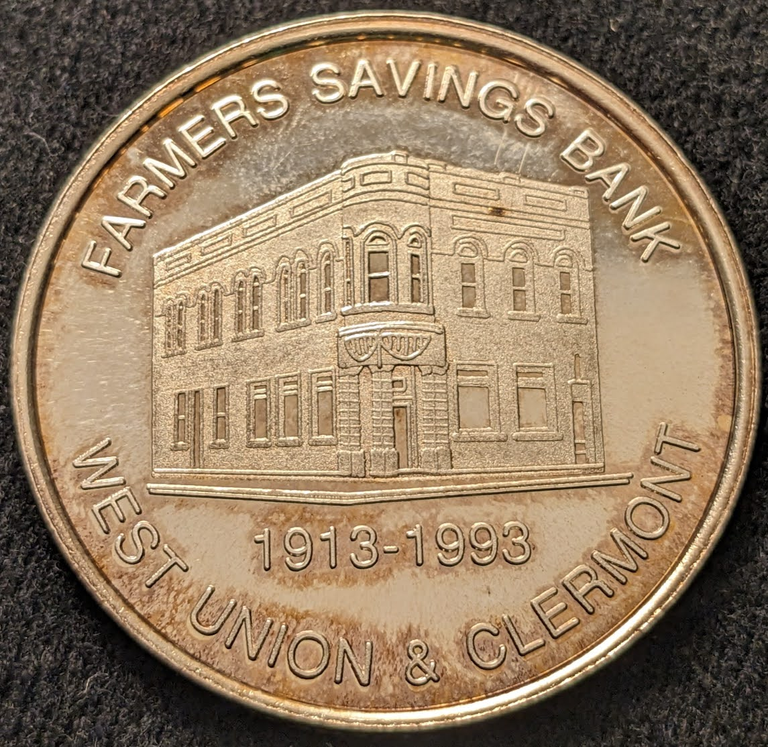 FARMERS SAVINGS BANK
1913-1993
WEST UNION & CLERMONT